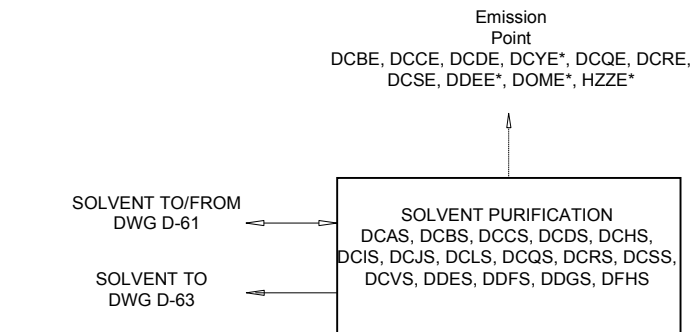 Emission
Point
DCBE, DCCE, DCDE, DCYE*, DCQE, DCRE,
DCSE, DDEE*, DOME*, HZZE*
SOLVENT TO/FROM
DWG D-61
SOLVENT PURIFICATION
DCAS, DCBS, DCCS, DCDS, DCHS,
DCIS, DCJS, DCLS, DCQS, DCRS, DCSS,
DCVS, DDES, DDFS, DDGS, DFHS
SOLVENT TO
DWG D-63